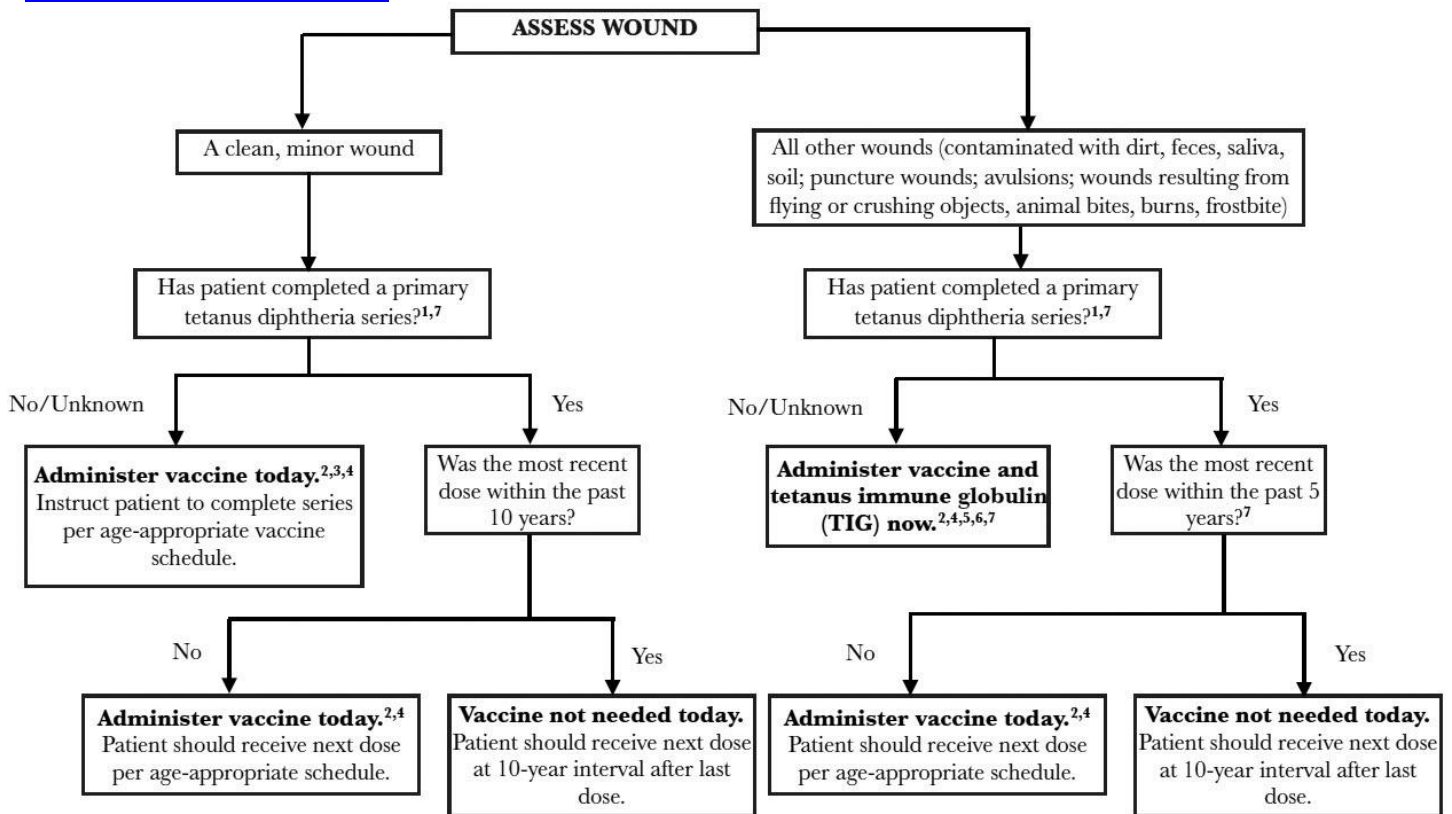 ASSESS WOUND
A clean, minor wound
All other wounds (contaminated with dirt, feces, saliva,
soil; puncture wounds; avulsions; wounds resulting from
flying or crushing objects, animal bites, burns, frostbite)
Has patient completed a primary
tetanus diphtheria series?1,7
Has patient completed a primary
tetanus diphtheria series?1,7
No/Unknown
Yes
No/Unknown
Yes
Administer vaccine today.2,3,4
Instruct patient to complete series
per age-appropriate vaccine
schedule.
Was the most recent
dose within the past
10 years?
Administer vaccine and
tetanus immune globulin
(TIG) now.2,4,5,6,7
Was the most recent
dose within the past 5
years?7
No
Yes
No
Yes
Administer vaccine today.2,4
Patient should receive next dose
per age-appropriate schedule.
Vaccine not needed today.
Patient should receive next dose
at 10-year interval after last
dose.
Administer vaccine today.2,4
Patient should receive next dose
per age-appropriate schedule.
Vaccine not needed today.
Patient should receive next dose
at 10-year interval after last
dose.